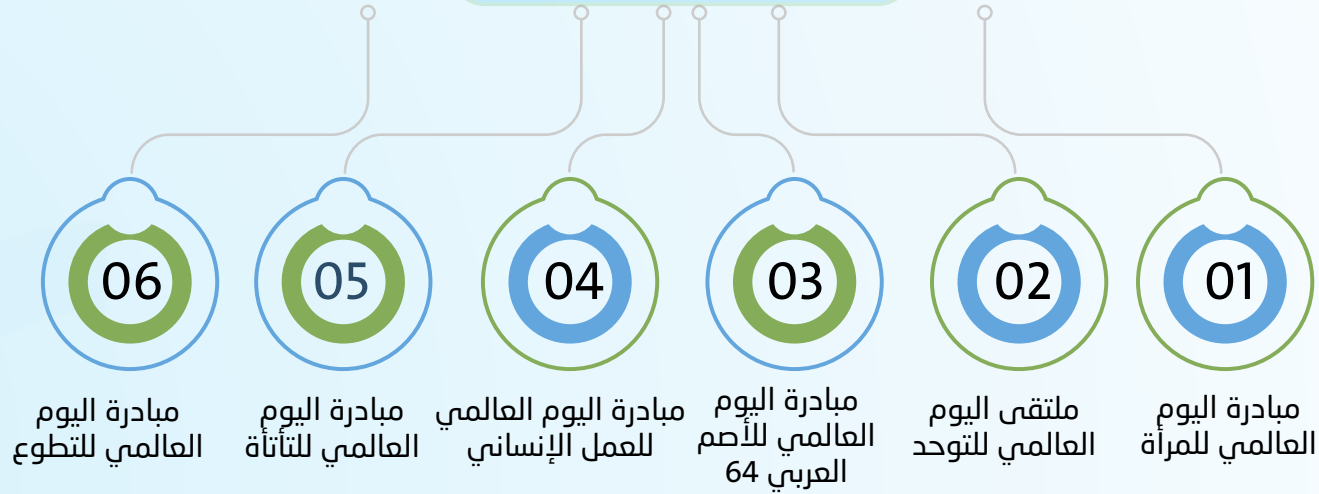 01
مبادرة اليوم
العالمي للمرأة
02
ملتقى اليوم
العالمي للتوحد
03
مبادرة اليوم
العالمي للأصم
العربي 64
04
مبادرة اليوم العالمي
للعمل الإنساني
05
مبادرة اليوم
العالمي للتأتأة
06
مبادرة اليوم
العالمي للتطوع